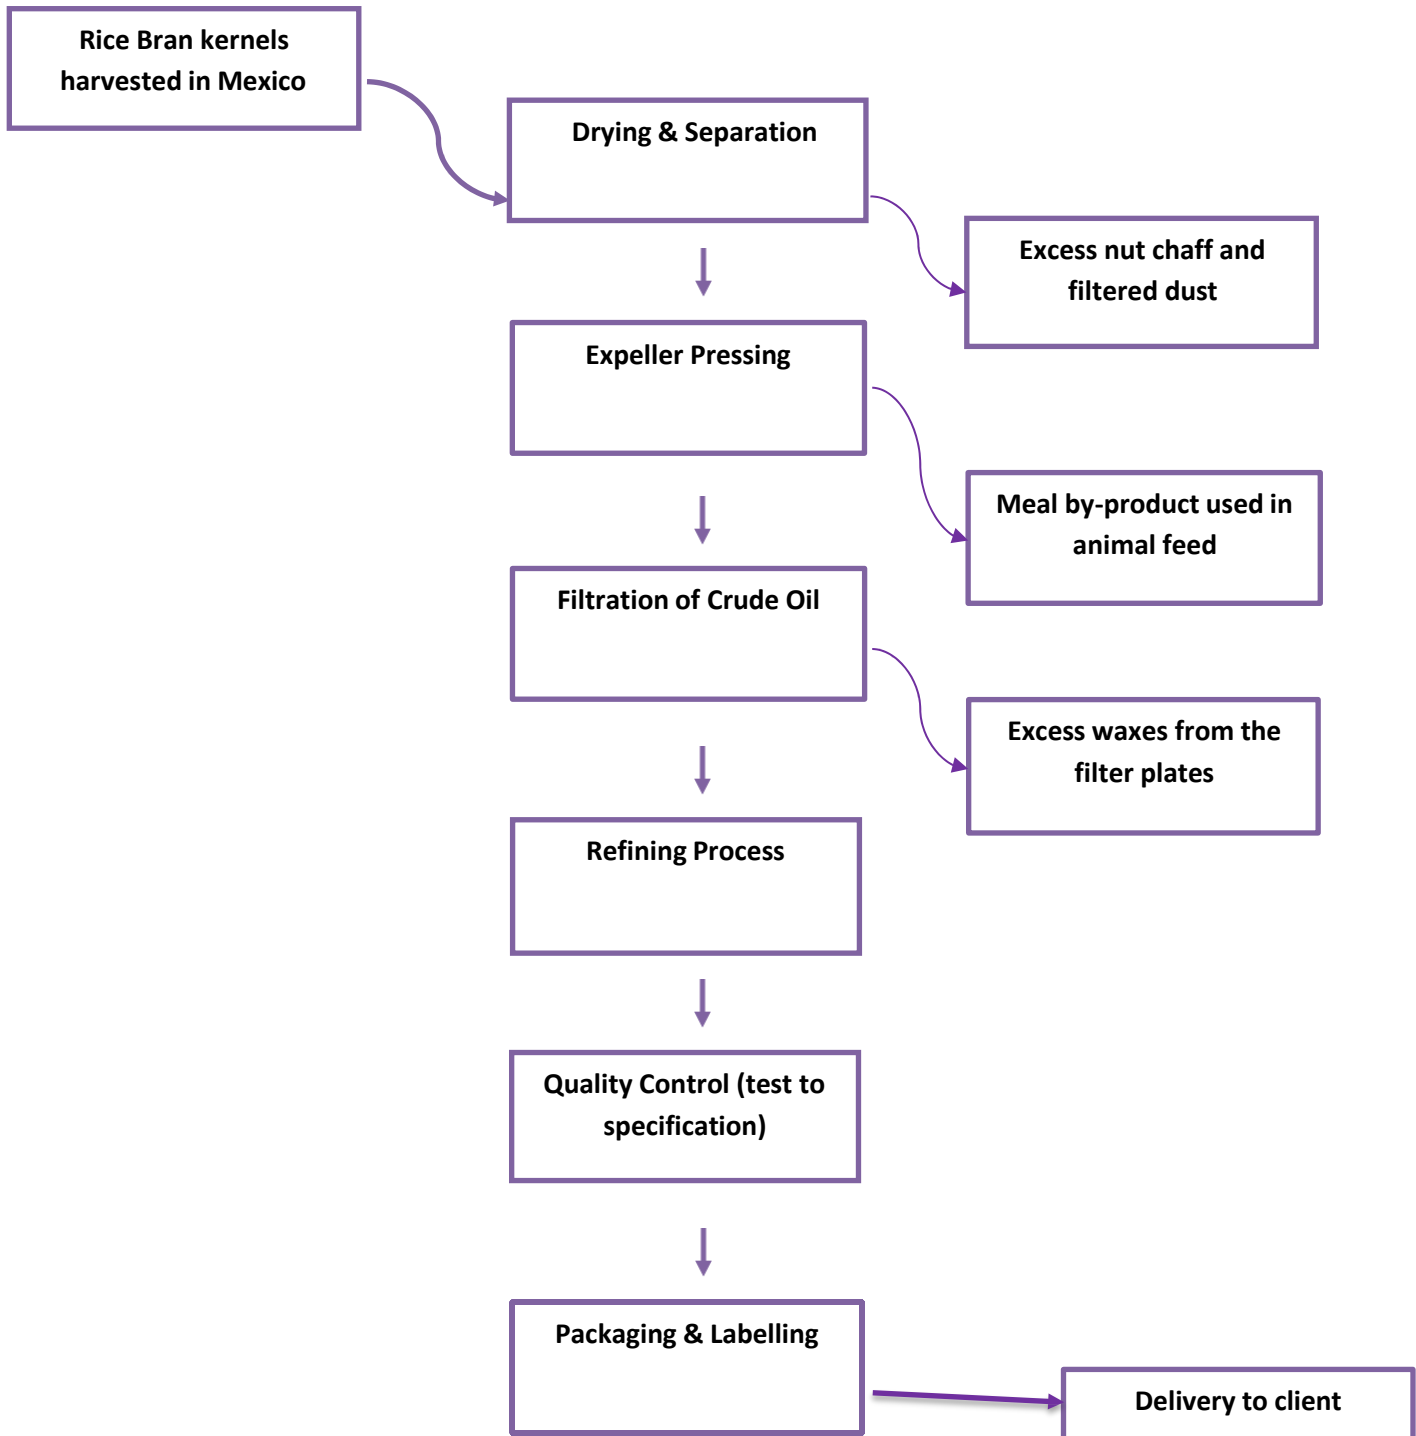 Rice Bran kernels
harvested in Mexico
Drying & Separation
Excess nut chaff and
filtered dust
Expeller Pressing
Meal by-product used in
animal feed
Filtration of Crude Oil
Excess waxes from the
filter plates
Refining Process
Quality Control (test to
specification)
Packaging & Labelling
Delivery to client